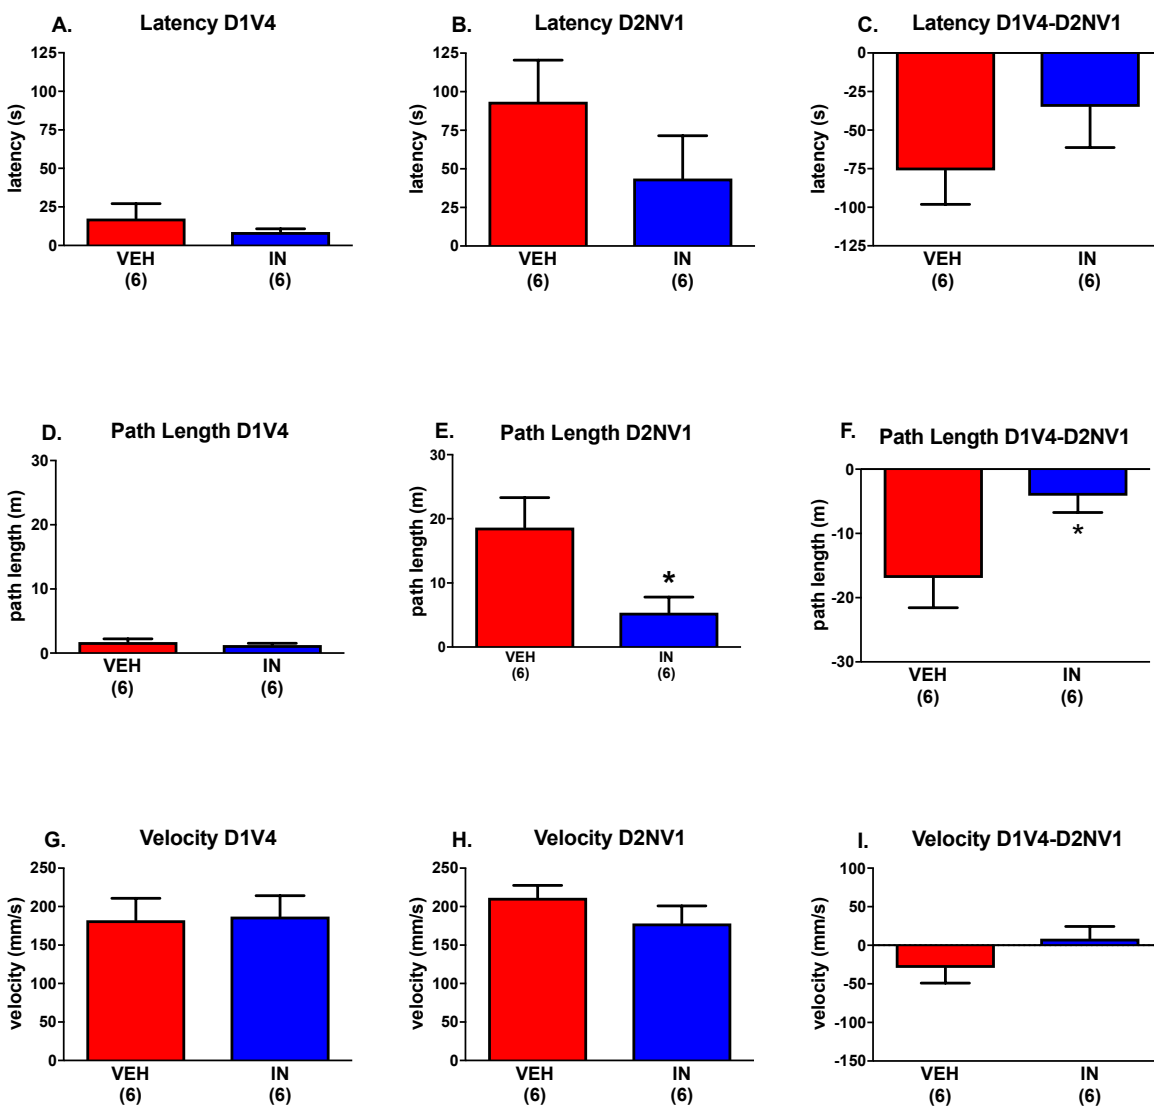 A. Latency D1V4
latency (s)
125
100
75
50
25
0
VEH IN
(6) (6)
B. Latency D2NV1
latency (s)
125
100
75
50
25
0
VEH IN
(6) (6)
C. Latency D1V4-D2NV1
latency (s)
0
-25
-50
-75
-100
-125
VEH IN
(6) (6)
D. Path Length D1V4
path length (m)
30
20
10
0
VEH IN
(6) (6)
E. Path Length D2NV1
path length (m)
30
20
10
0
*
VEH IN
(6) (6)
F. Path Length D1V4-D2NV1
path length (m)
0
-10
-20
-30
*
VEH IN
(6) (6)
G. Velocity D1V4
velocity (mm/s)
250
200
150
100
50
0
VEH IN
(6) (6)
H. Velocity D2NV1
velocity (mm/s)
250
200
150
100
50
0
VEH IN
(6) (6)
I. Velocity D1V4-D2NV1
velocity (mm/s)
100
50
0
-50
-100
-150
VEH IN
(6) (6)